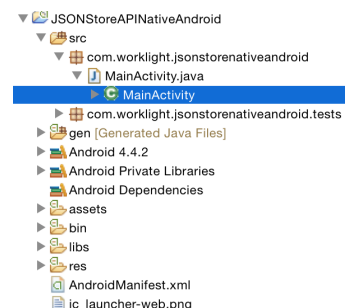 JSONStoreAPINativeAndroid
src
com.worklight.jsonstorenativeandroid
MainActivity.java
MainActivity
com.worklight.jsonstorenativeandroid.tests
gen [Generated Java Files]
Android 4.4.2
Android Private Libraries
Android Dependencies
assets
bin
libs
res
AndroidManifest.xml
ic_launcher-web.png